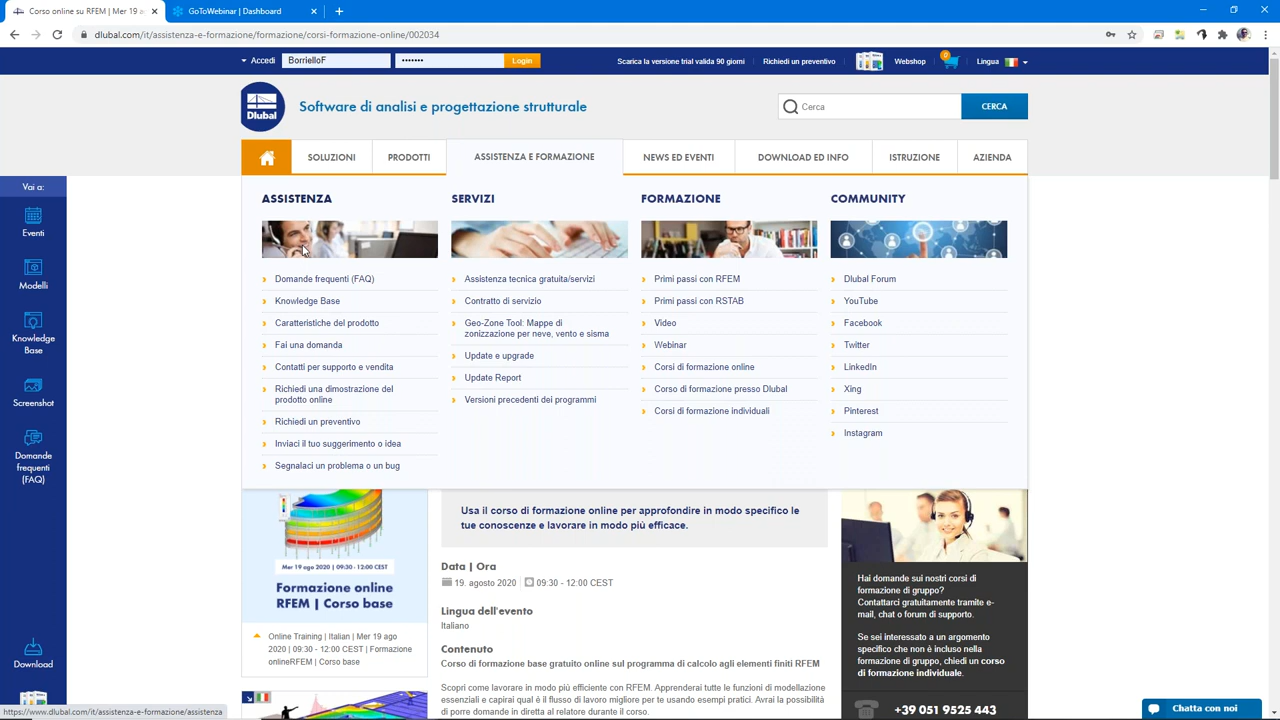 Corso online su RFEM | Mer 19 a
GoToWebinar | Dashboard
dlubal.com/it/assistenza-e-formazione/formazione/corsi-formazione-online/002034
Accedi
BorrielloF
•••••••
Login
Scarica la versione trial valida 90 giorni
Richiedi un preventivo
Webshop
0
Lingua
Dlubal
Software di analisi e progettazione strutturale
Cerca
CERCA
SOLUZIONI
PRODOTTI
ASSISTENZA E FORMAZIONE
NEWS ED EVENTI
DOWNLOAD ED INFO
ISTRUZIONE
AZIENDA
Vai a:
Eventi
Modelli
Knowledge
Base
Screenshot
Domande
frequenti
(FAQ)
Download
ASSISTENZA
Domande frequenti (FAQ)
Knowledge Base
Caratteristiche del prodotto
Fai una domanda
Contatti per supporto e vendita
Richiedi una dimostrazione del
prodotto online
Richiedi un preventivo
Inviaci il tuo suggerimento o idea
Segnalaci un problema o un bug
SERVIZI
Assistenza tecnica gratuita/servizi
Contratto di servizio
Geo-Zone Tool: Mappe di
zonizzazione per neve, vento e sisma
Update e upgrade
Update Report
Versioni precedenti dei programmi
FORMAZIONE
Primi passi con RFEM
Primi passi con RSTAB
Video
Webinar
Corsi di formazione online
Corso di formazione presso Dlubal
Corsi di formazione individuali
COMMUNITY
Dlubal Forum
YouTube
Facebook
Twitter
LinkedIn
Xing
Pinterest
Instagram
Mer 19 ago 2020 | 09:30 - 12:00 CEST
Formazione online
RFEM | Corso base
Online Training | Italian | Mer 19 ago
2020 | 09:30 - 12:00 CEST | Formazione
onlineRFEM | Corso base
Usa il corso di formazione online per approfondire in modo specifico le
tue conoscenze e lavorare in modo più efficace.
Data | Ora
19. agosto 2020
09:30 - 12:00 CEST
Lingua dell'evento
Italiano
Contenuto
Corso di formazione base gratuito online sul programma di calcolo agli elementi finiti RFEM
Scopri come lavorare in modo più efficiente con RFEM. Apprenderai tutte le funzioni di modellazione
essenziali e capirai qual è il flusso di lavoro migliore per te usando esempi pratici. Avrai la possibilità
di porre domande in diretta al relatore durante il corso.
Hai domande sui nostri corsi di
formazione di gruppo?
Contattarci gratuitamente tramite e-
mail, chat o forum di supporto.
Se sei interessato a un argomento
specifico che non è incluso nella
formazione di gruppo, chiedi un corso
di formazione individuale.
+39 051 9525 443
Chatta con noi
https://www.dlubal.com/it/assistenza-e-formazione/assistenza